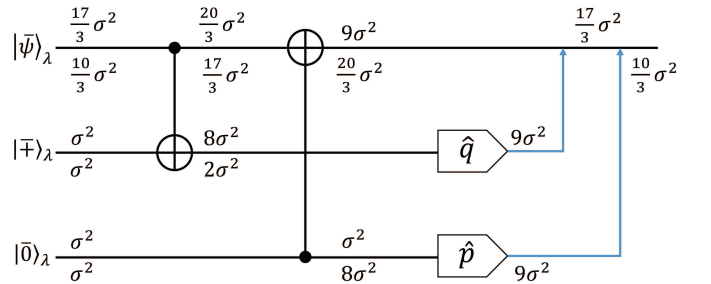 17/3 σ² 20/3 σ² 9σ² 17/3 σ²
|ψ̄⟩λ
10/3 σ² 17/3 σ² 20/3 σ² 10/3 σ²
σ² 8σ² 9σ²
|+̄⟩λ q̂
σ² 2σ²
σ² σ²
|0̄⟩λ p̂
σ² 8σ² 9σ²